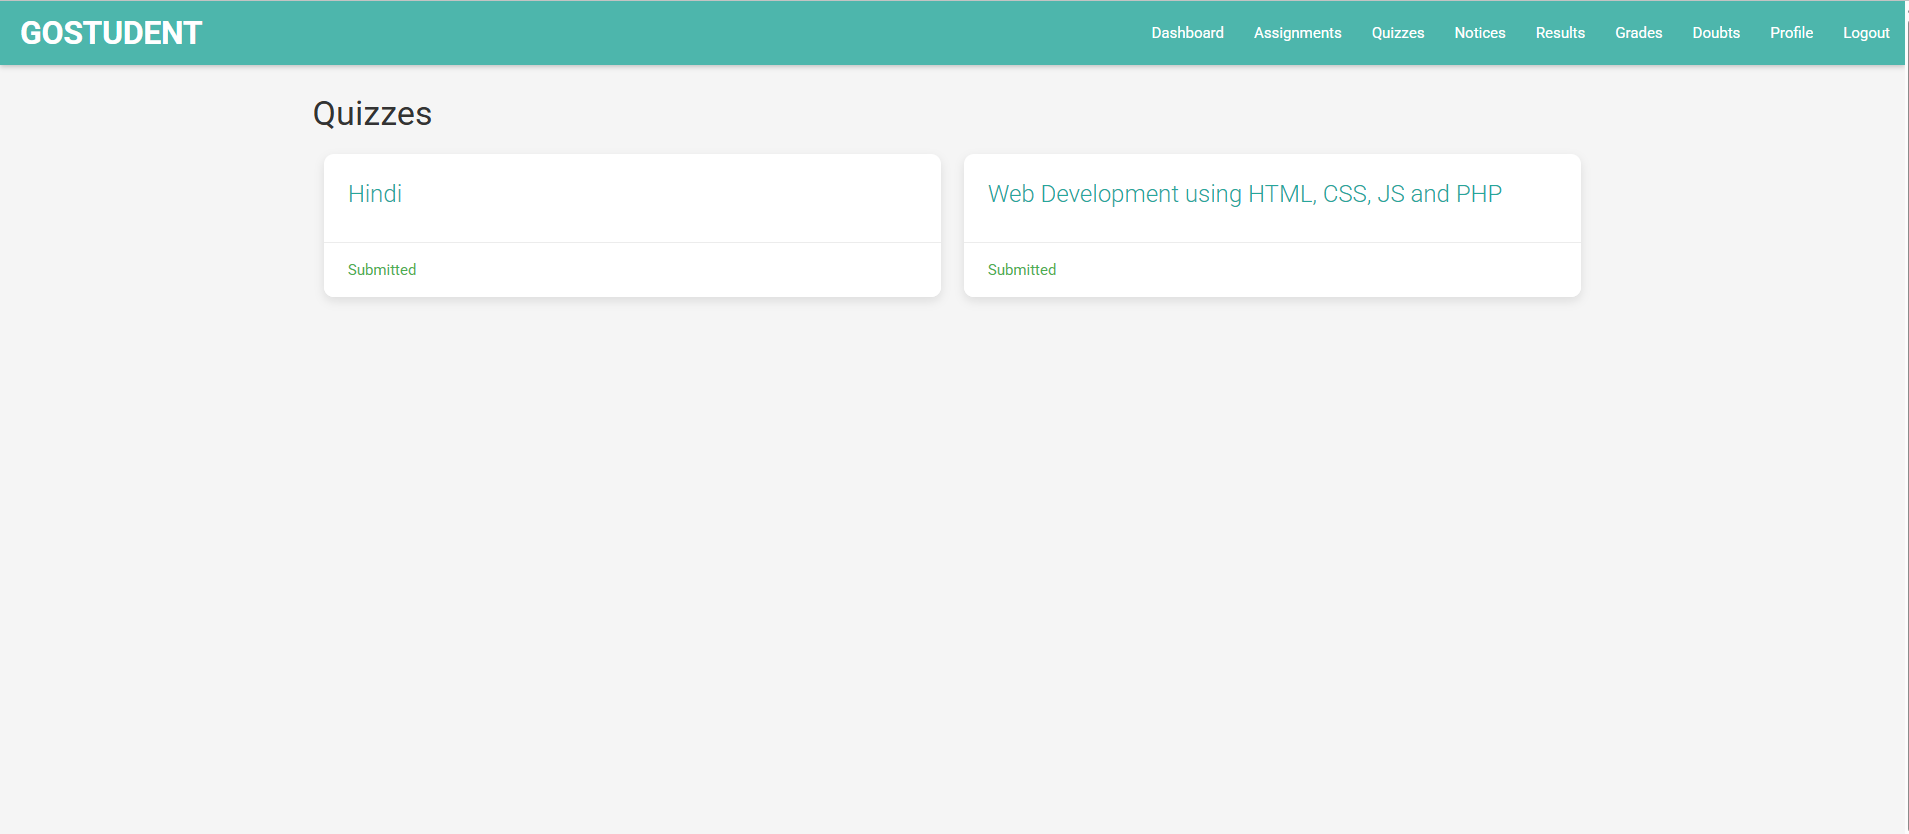 GOSTUDENT
Dashboard Assignments Quizzes Notices Results Grades Doubts Profile Logout
Quizzes
Hindi
Submitted
Web Development using HTML, CSS, JS and PHP
Submitted